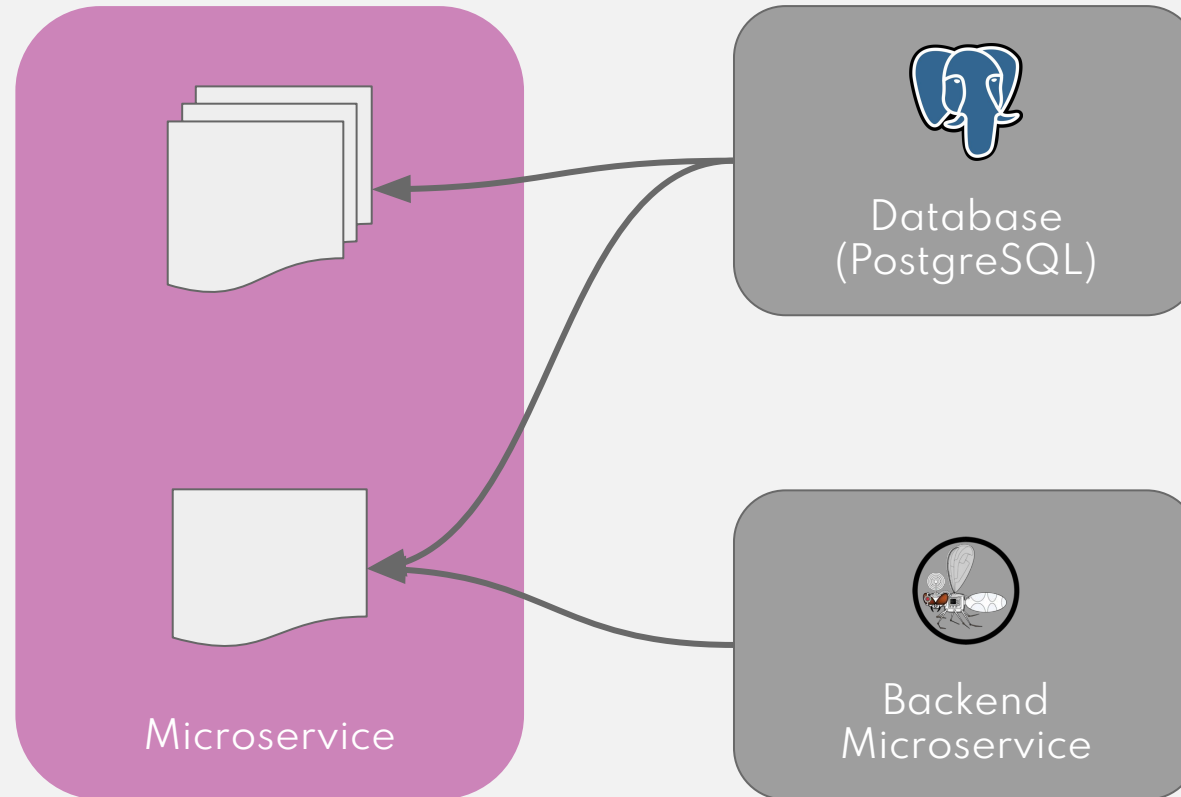 Database
(PostgreSQL)
Microservice
Backend
Microservice